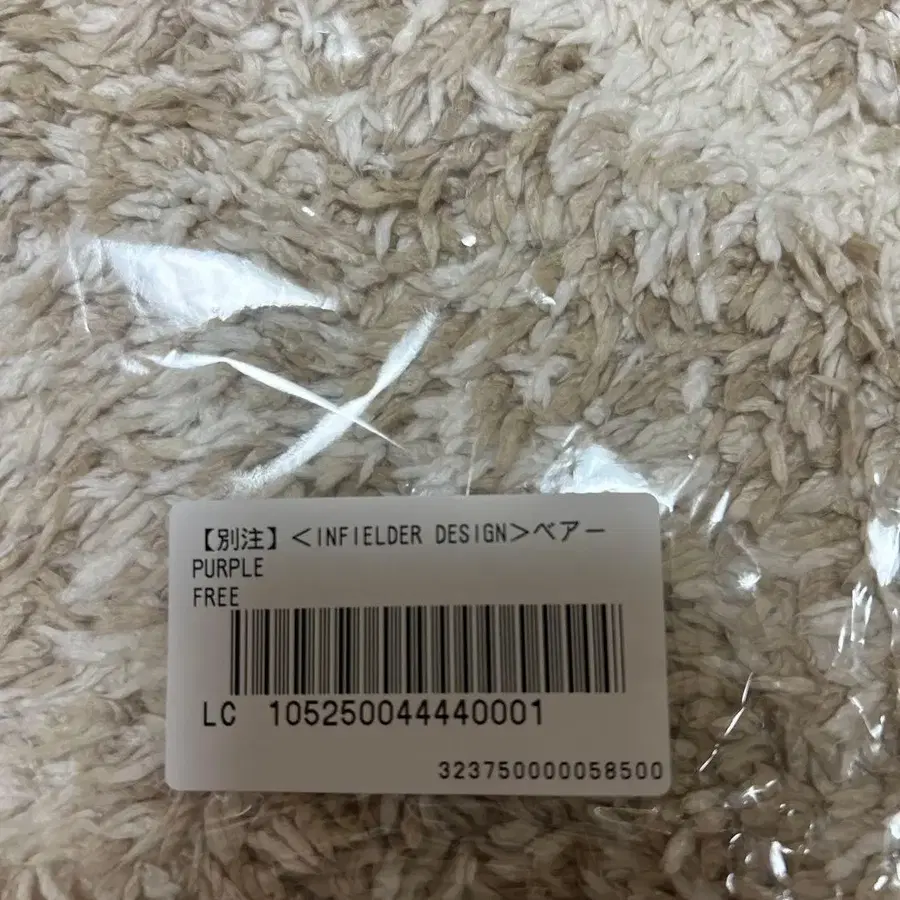 【別注】<INFIELDER DESIGN>ベアー
PURPLE
FREE
LC 105250044440001
323750000058500